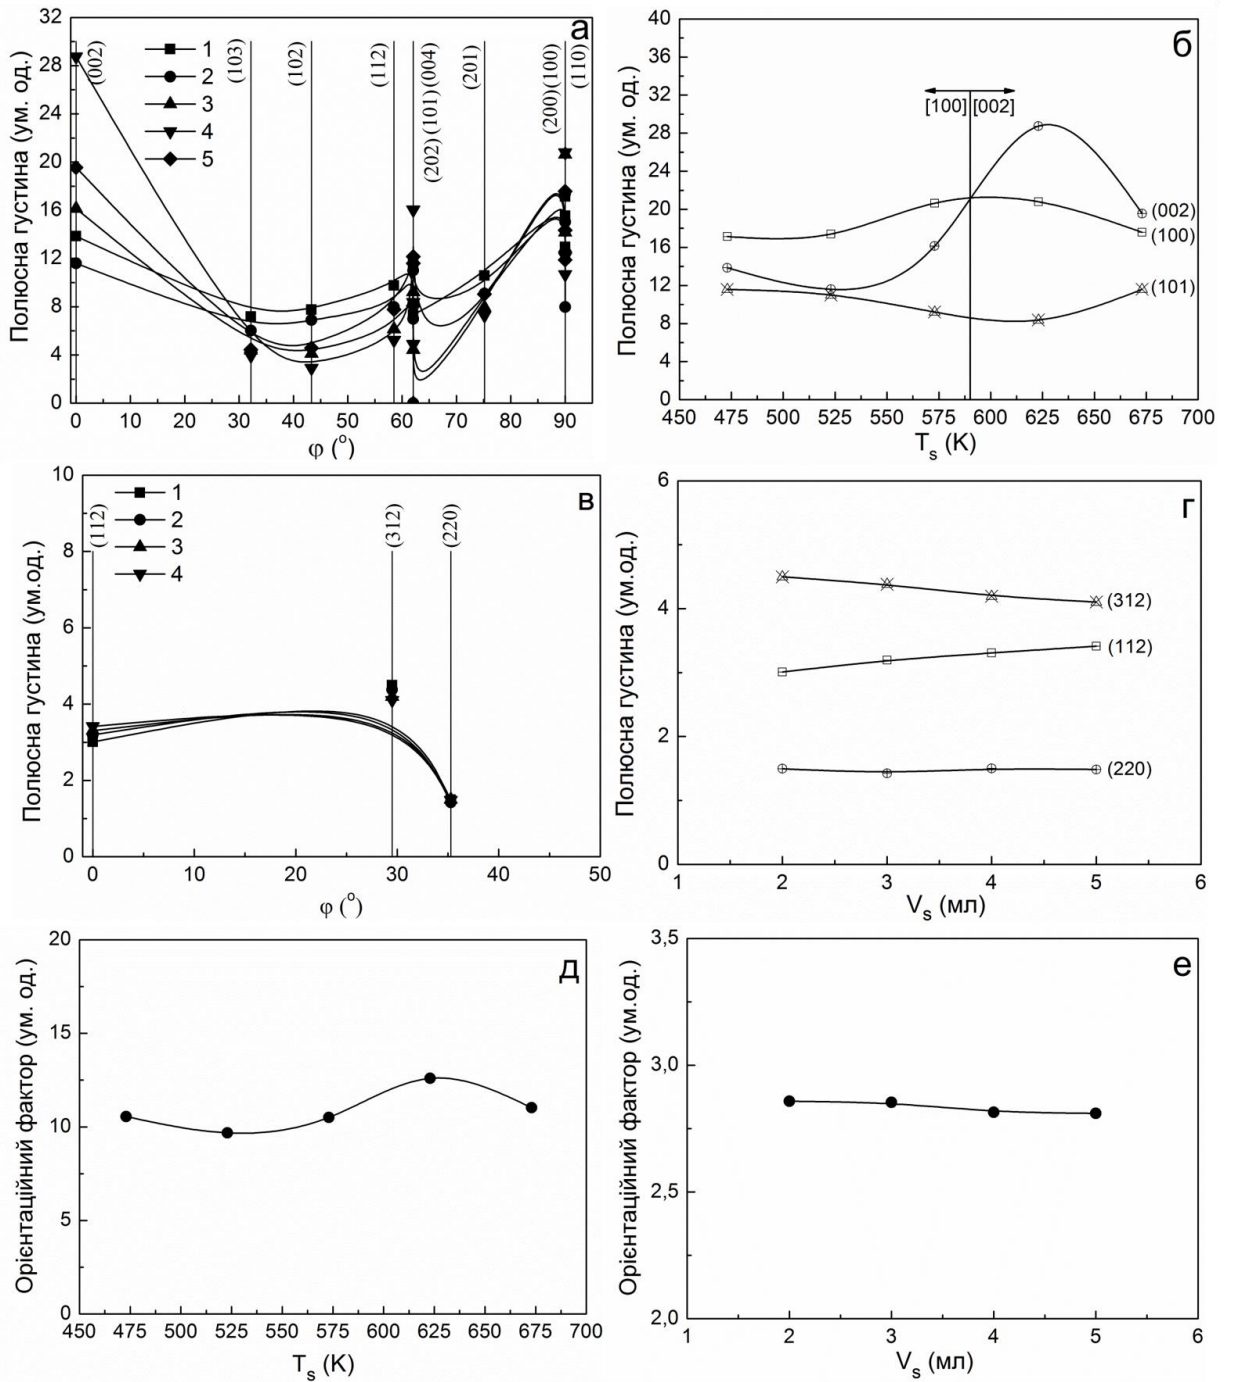 а
32
28
24
20
16
12
8
4
0
Полюсна густина (ум. од.)
(002)
(103)
(102)
(112)
(202) (101) (004)
(201)
(200) (100)
(110)
1
2
3
4
5
0 10 20 30 40 50 60 70 80 90
φ (°)
б
40
36
32
28
24
20
16
12
8
4
0
Полюсна густина (ум. од.)
[100] [002]
(002)
(100)
(101)
450 475 500 525 550 575 600 625 650 675 700
Tₛ (K)
в
10
8
6
4
2
0
Полюсна густина (ум.од.)
(112)
(312)
(220)
1
2
3
4
0 10 20 30 40 50
φ (°)
г
6
4
2
0
Полюсна густина (ум.од.)
(312)
(112)
(220)
1 2 3 4 5 6
Vₛ (мл)
д
20
15
10
5
0
Орієнтаційний фактор (ум. од.)
450 475 500 525 550 575 600 625 650 675 700
Tₛ (K)
е
3,5
3,0
2,5
2,0
Орієнтаційний фактор (ум.од.)
1 2 3 4 5 6
Vₛ (мл)